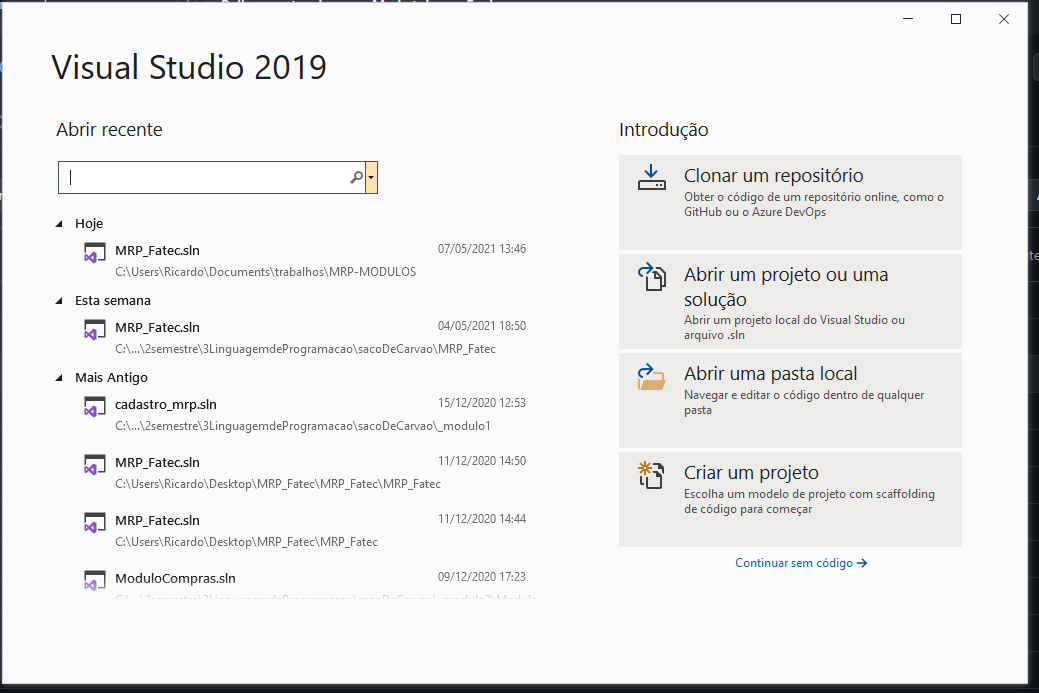 Visual Studio 2019
Abrir recente
Hoje
MRP_Fatec.sln
07/05/2021 13:46
C:\Users\Ricardo\Documents\trabalhos\MRP-MODULOS
Esta semana
MRP_Fatec.sln
04/05/2021 18:50
C:\...\2semestre\3LinguagemdeProgramacao\sacoDeCarvao\MRP_Fatec
Mais Antigo
cadastro_mrp.sln
15/12/2020 12:53
C:\...\2semestre\3LinguagemdeProgramacao\sacoDeCarvao\_modulo1
MRP_Fatec.sln
11/12/2020 14:50
C:\Users\Ricardo\Desktop\MRP_Fatec\MRP_Fatec\MRP_Fatec
MRP_Fatec.sln
11/12/2020 14:44
C:\Users\Ricardo\Desktop\MRP_Fatec\MRP_Fatec
ModuloCompras.sln
09/12/2020 17:23
Introdução
Clonar um repositório
Obter o código de um repositório online, como o
GitHub ou o Azure DevOps
Abrir um projeto ou uma
solução
Abrir um projeto local do Visual Studio ou
arquivo .sln
Abrir uma pasta local
Navegar e editar o código dentro de qualquer
pasta
Criar um projeto
Escolha um modelo de projeto com scaffolding
de código para começar
Continuar sem código →